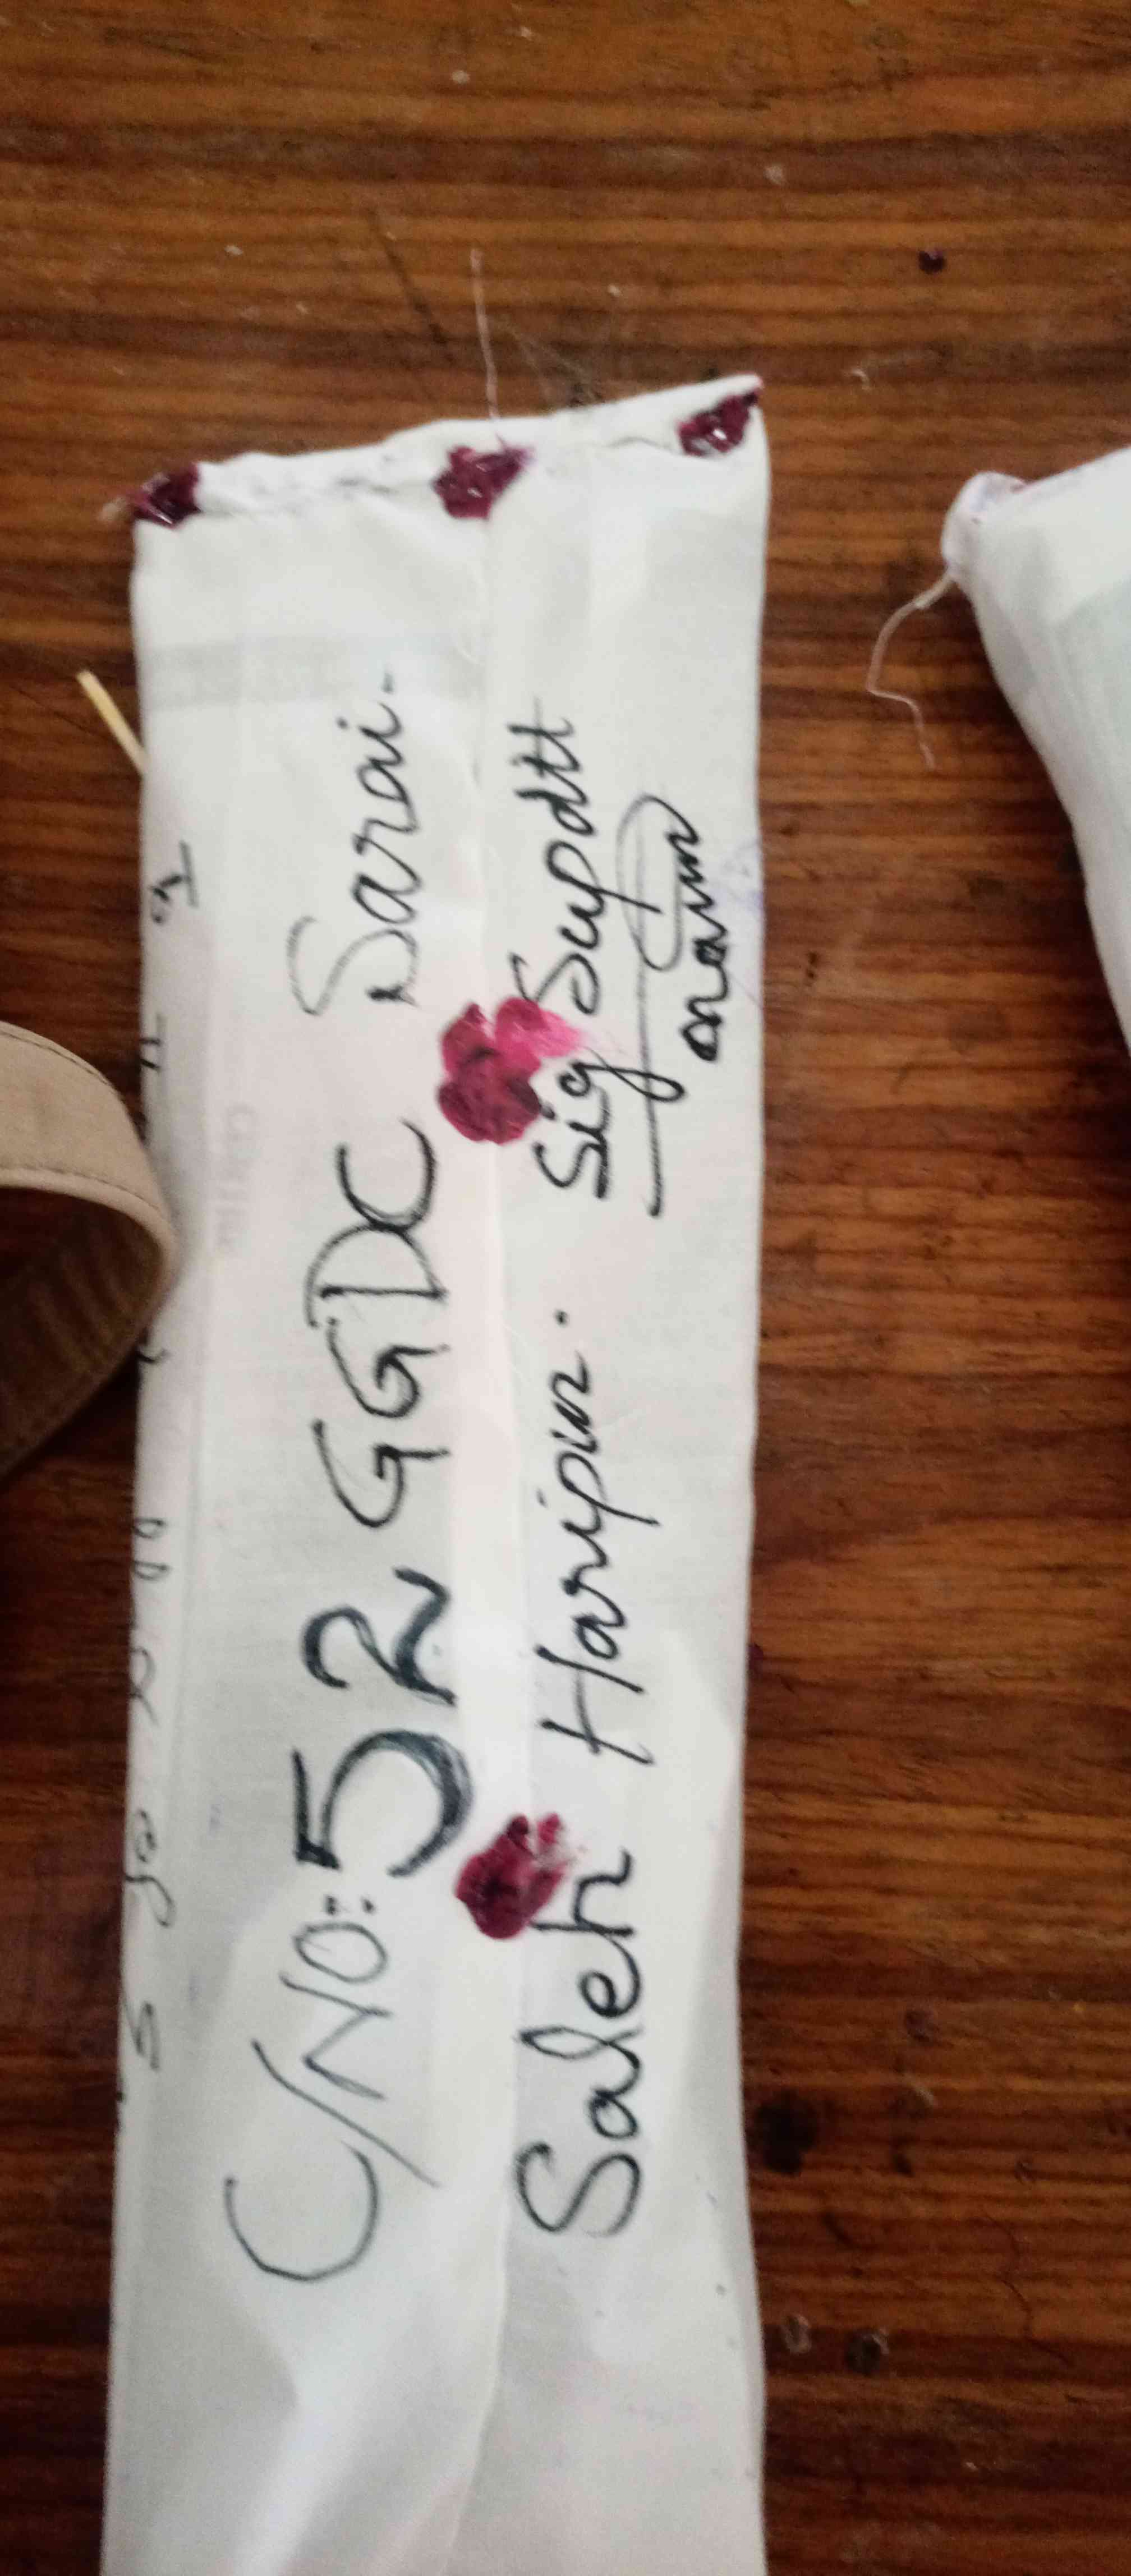 C/NO: 52 GGDC Sarai-
Saleh Haripur. Sig Supdtt